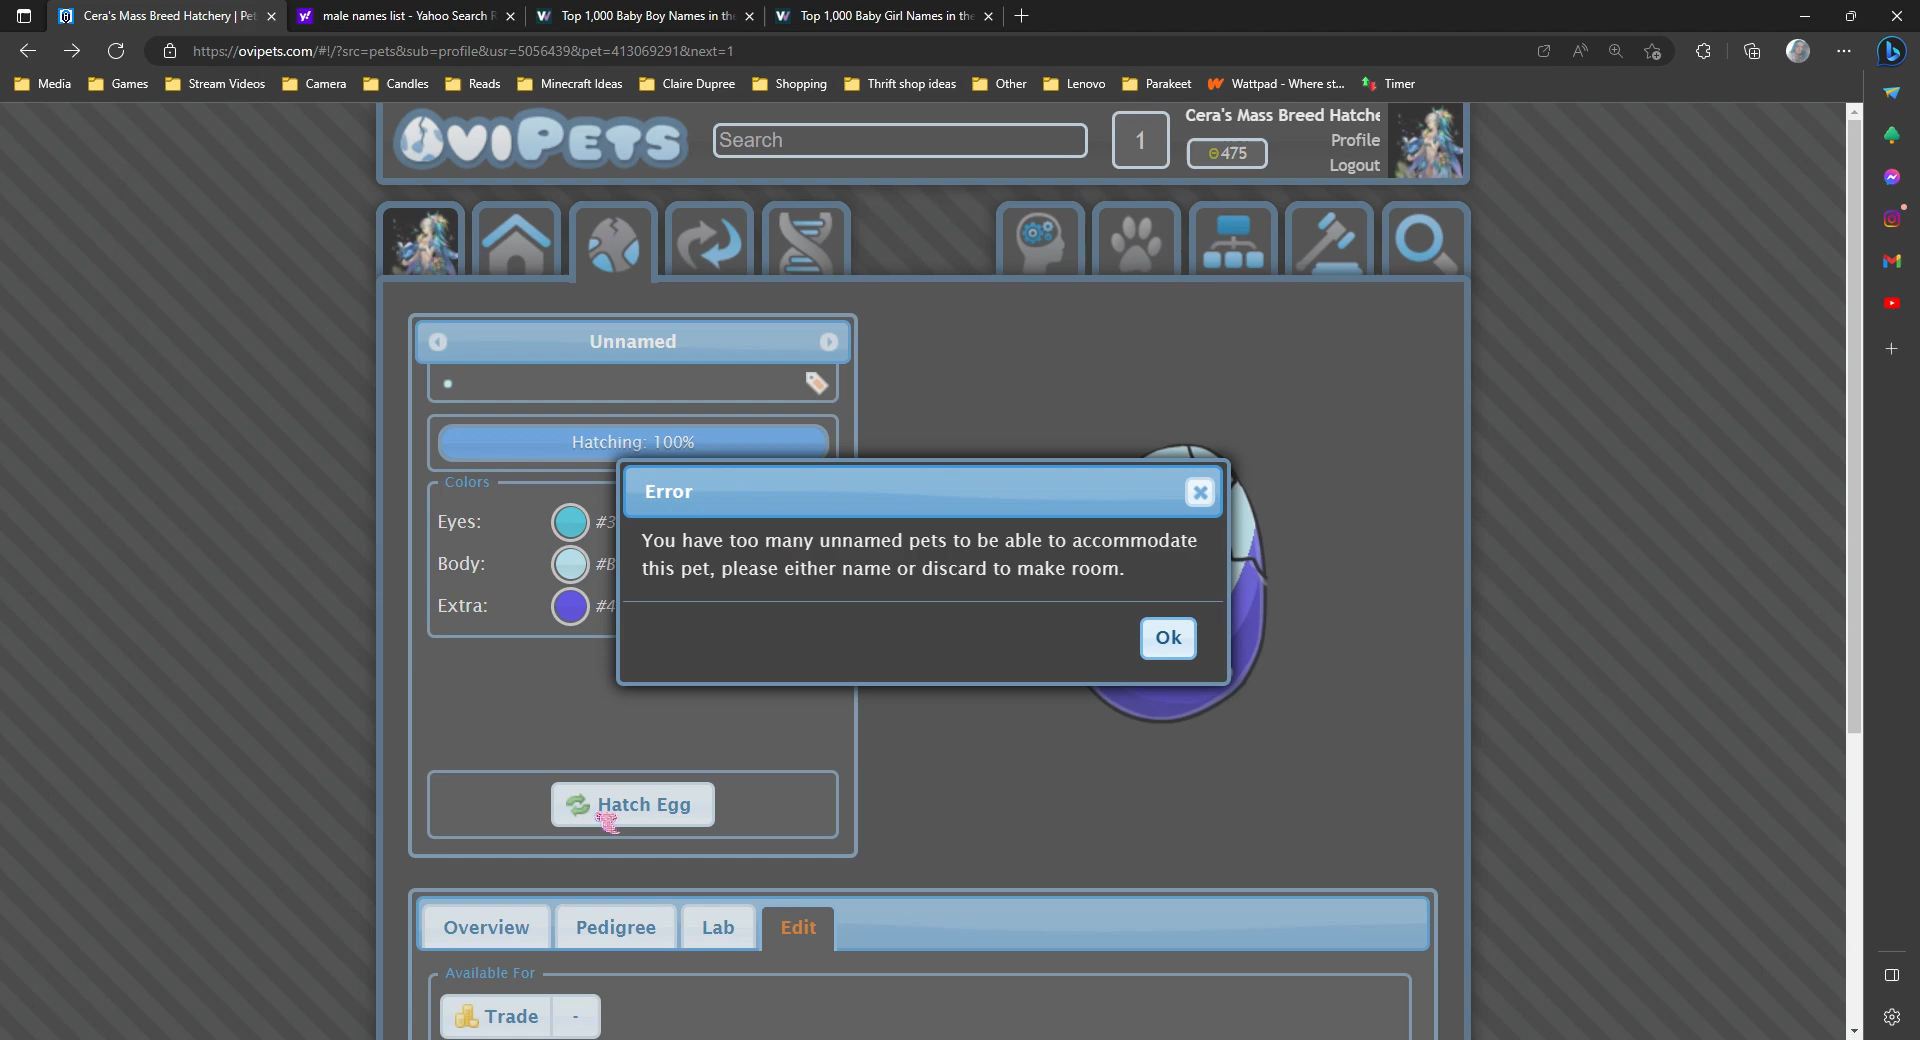 Cera's Mass Breed Hatchery | Pet
male names list - Yahoo Search R
Top 1,000 Baby Boy Names in the
Top 1,000 Baby Girl Names in the
https://ovipets.com/#!/?src=pets&sub=profile&usr=5056439&pet=413069291&next=1
Media
Games
Stream Videos
Camera
Candles
Reads
Minecraft Ideas
Claire Dupree
Shopping
Thrift shop ideas
Other
Lenovo
Parakeet
Wattpad - Where st...
Timer
OviPets
Search
1
Cera's Mass Breed Hatche
475
Profile
Logout
Unnamed
Hatching: 100%
Colors
Eyes: #3
Body: #B
Extra: #4
Error
You have too many unnamed pets to be able to accommodate
this pet, please either name or discard to make room.
Ok
Hatch Egg
Overview
Pedigree
Lab
Edit
Available For
Trade -